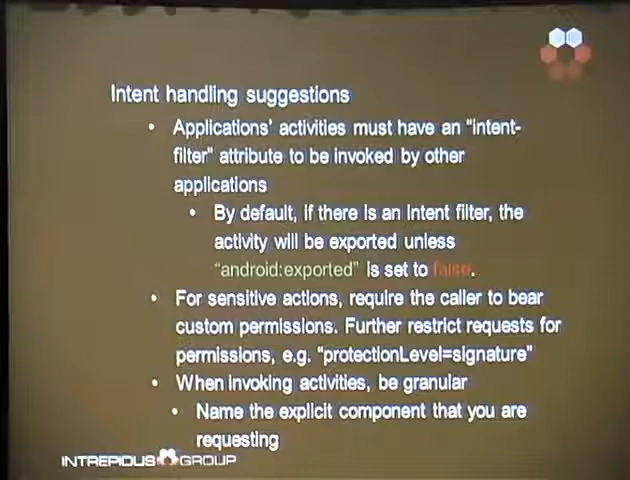 Intent handling suggestions
• Applications' activities must have an "intent-
filter" attribute to be invoked by other
applications
• By default, if there is an intent filter, the
activity will be exported unless
"android:exported" is set to false.
• For sensitive actions, require the caller to bear
custom permissions. Further restrict requests for
permissions, e.g. "protectionLevel=signature"
• When invoking activities, be granular
• Name the explicit component that you are
requesting
INTREPIDUS GROUP